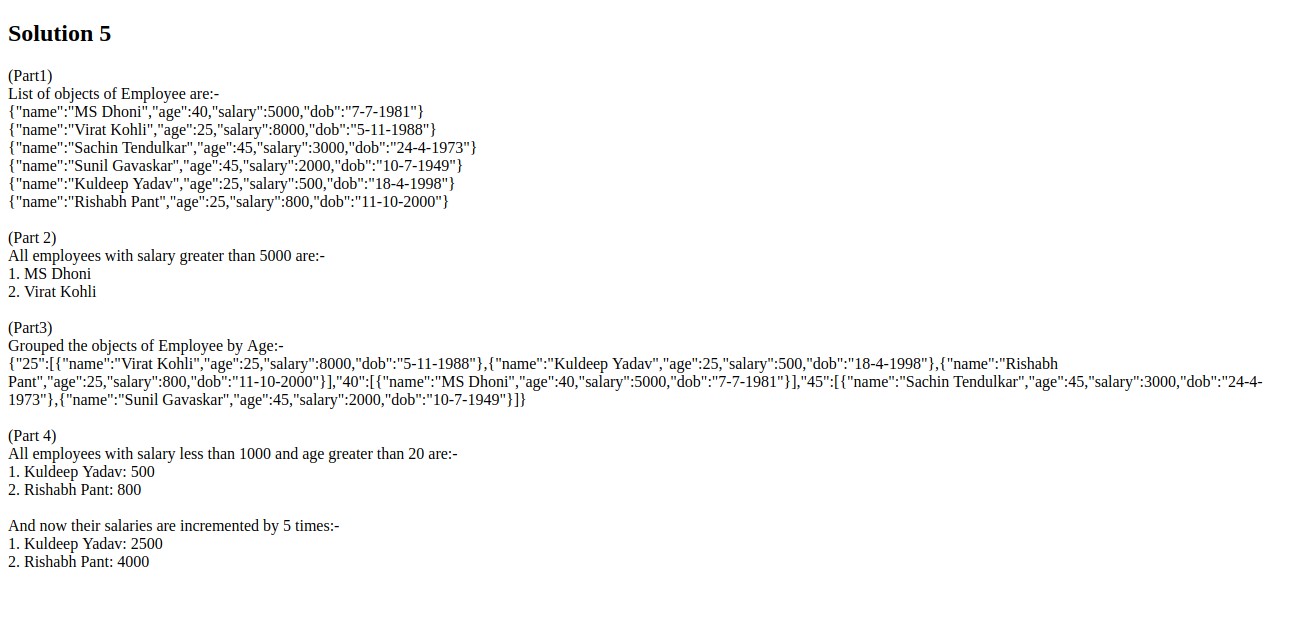 Solution 5
(Part1)
List of objects of Employee are:-
{"name":"MS Dhoni","age":40,"salary":5000,"dob":"7-7-1981"}
{"name":"Virat Kohli","age":25,"salary":8000,"dob":"5-11-1988"}
{"name":"Sachin Tendulkar","age":45,"salary":3000,"dob":"24-4-1973"}
{"name":"Sunil Gavaskar","age":45,"salary":2000,"dob":"10-7-1949"}
{"name":"Kuldeep Yadav","age":25,"salary":500,"dob":"18-4-1998"}
{"name":"Rishabh Pant","age":25,"salary":800,"dob":"11-10-2000"}
(Part 2)
All employees with salary greater than 5000 are:-
1. MS Dhoni
2. Virat Kohli
(Part3)
Grouped the objects of Employee by Age:-
{"25":[{"name":"Virat Kohli","age":25,"salary":8000,"dob":"5-11-1988"},{"name":"Kuldeep Yadav","age":25,"salary":500,"dob":"18-4-1998"},{"name":"Rishabh
Pant","age":25,"salary":800,"dob":"11-10-2000"}],"40":[{"name":"MS Dhoni","age":40,"salary":5000,"dob":"7-7-1981"}],"45":[{"name":"Sachin Tendulkar","age":45,"salary":3000,"dob":"24-4-
1973"},{"name":"Sunil Gavaskar","age":45,"salary":2000,"dob":"10-7-1949"}]}
(Part 4)
All employees with salary less than 1000 and age greater than 20 are:-
1. Kuldeep Yadav: 500
2. Rishabh Pant: 800
And now their salaries are incremented by 5 times:-
1. Kuldeep Yadav: 2500
2. Rishabh Pant: 4000